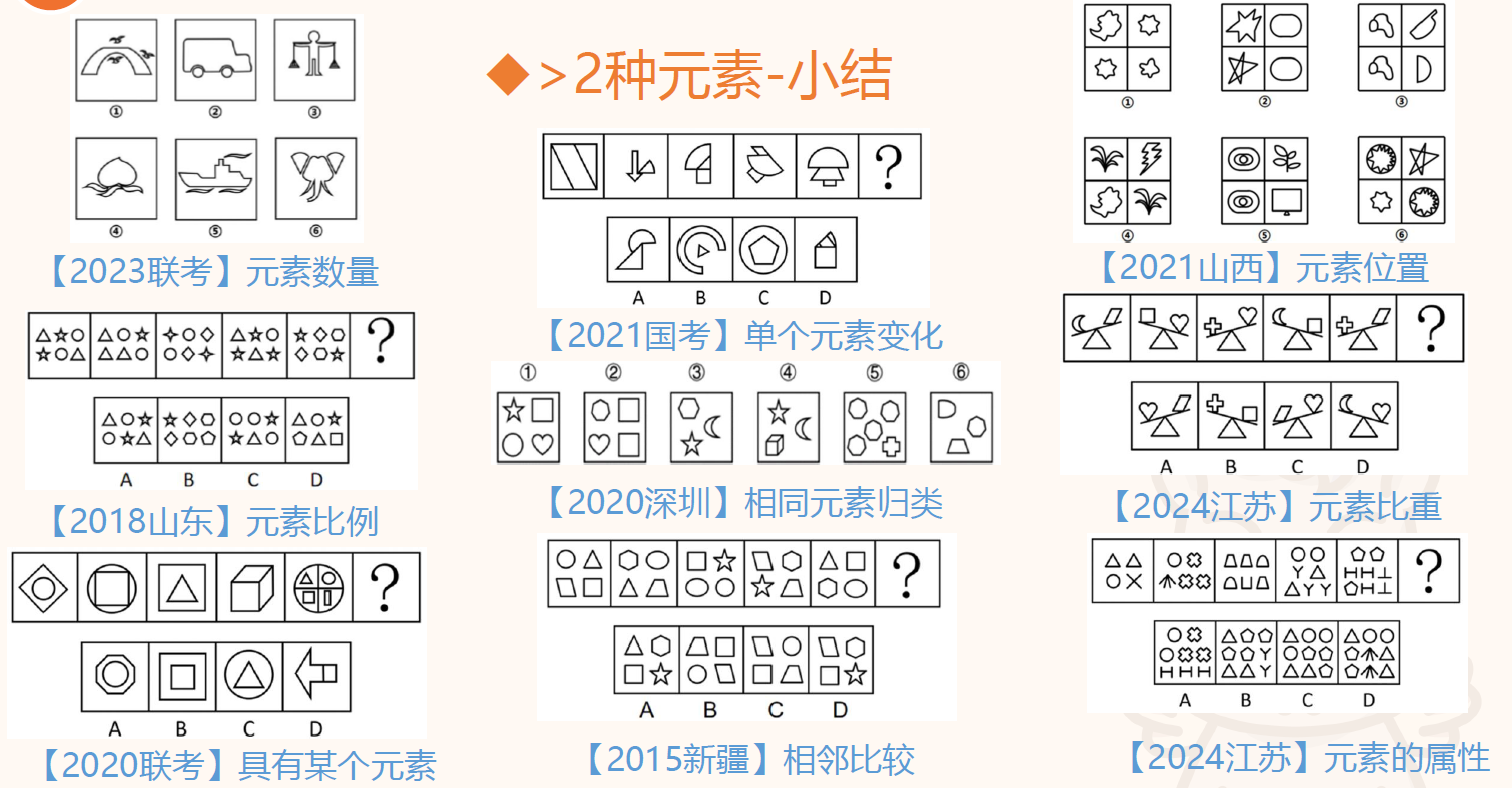 >2种元素-小结
① ② ③
④ ⑤ ⑥
【2023联考】元素数量
?
A B C D
【2018山东】元素比例
?
A B C D
【2020联考】具有某个元素
?
A B C D
【2021国考】单个元素变化
① ② ③ ④ ⑤ ⑥
【2020深圳】相同元素归类
?
A B C D
【2015新疆】相邻比较
① ② ③
④ ⑤ ⑥
【2021山西】元素位置
?
A B C D
【2024江苏】元素比重
?
A B C D
【2024江苏】元素的属性